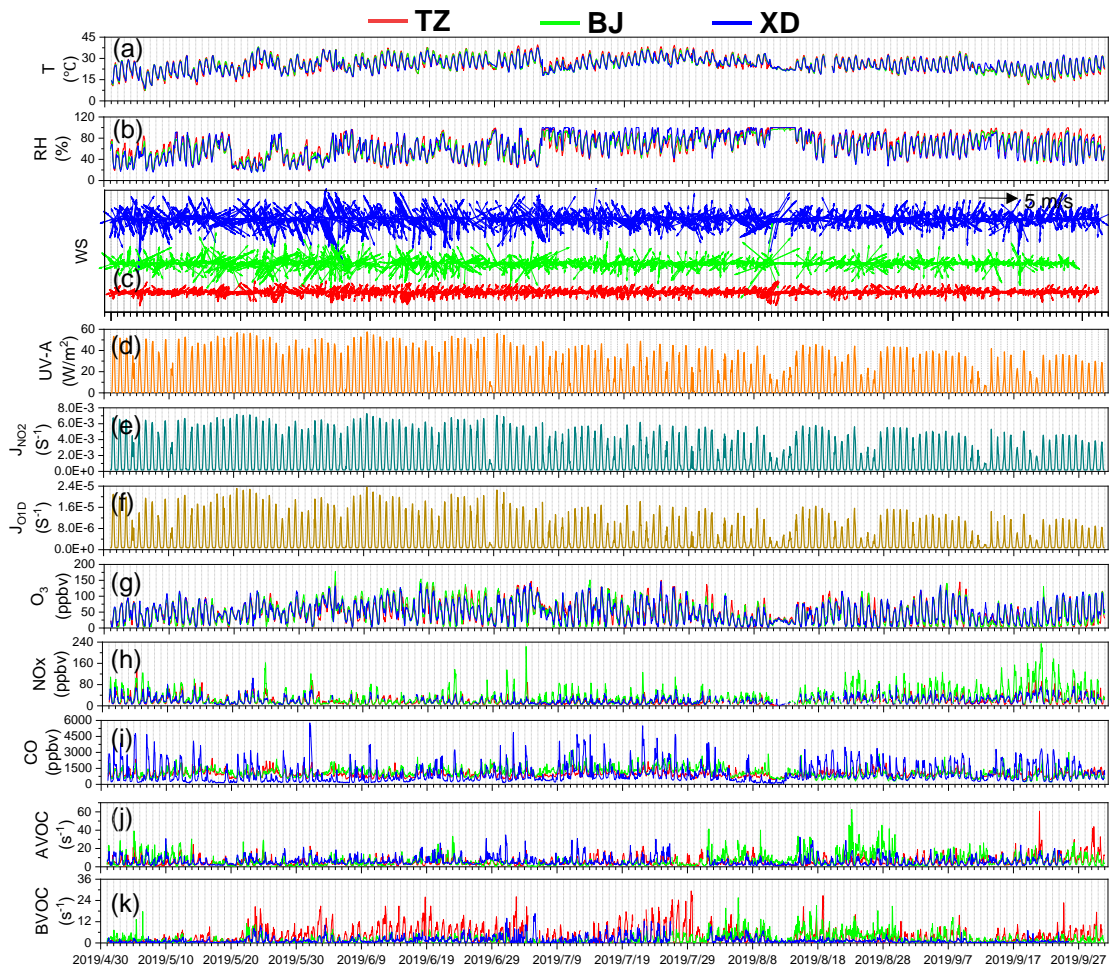 TZ BJ XD
(a)
T
(°C)
45
30
15
0
(b)
RH
(%)
120
80
40
0
(c)
WS
5 m/s
(d)
UV-A
(W/m²)
60
40
20
0
(e)
J_NO2
(S⁻¹)
8.0E-3
6.0E-3
4.0E-3
2.0E-3
0.0E+0
(f)
J_O1D
(S⁻¹)
2.4E-5
1.6E-5
8.0E-6
0.0E+0
(g)
O₃
(ppbv)
200
150
100
50
0
(h)
NOx
(ppbv)
240
160
80
0
(i)
CO
(ppbv)
6000
4500
3000
1500
0
(j)
AVOC
(s⁻¹)
60
40
20
0
(k)
BVOC
(s⁻¹)
36
24
12
0
2019/4/30 2019/5/10 2019/5/20 2019/5/30 2019/6/9 2019/6/19 2019/6/29 2019/7/9 2019/7/19 2019/7/29 2019/8/8 2019/8/18 2019/8/28 2019/9/7 2019/9/17 2019/9/27